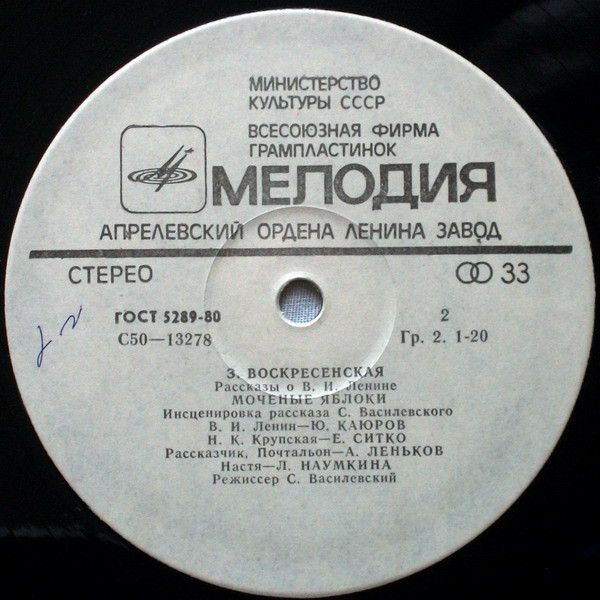 МИНИСТЕРСТВО
КУЛЬТУРЫ СССР
ВСЕСОЮЗНАЯ ФИРМА
ГРАМПЛАСТИНОК
МЕЛОДИЯ
АПРЕЛЕВСКИЙ ОРДЕНА ЛЕНИНА ЗАВОД
СТЕРЕО
33
ГОСТ 5289-80
2
С50—13278
Гр. 2. 1-20
З. ВОСКРЕСЕНСКАЯ
Рассказы о В. И. Ленине
МОЧЕНЫЕ ЯБЛОКИ
Инсценировка рассказа С. Василевского
В. И. Ленин—Ю. КАЮРОВ
Н. К. Крупская—Е. СИТКО
Рассказчик, Почтальон—А. ЛЕНЬКОВ
Настя—Л. НАУМКИНА
Режиссер С. Василевский